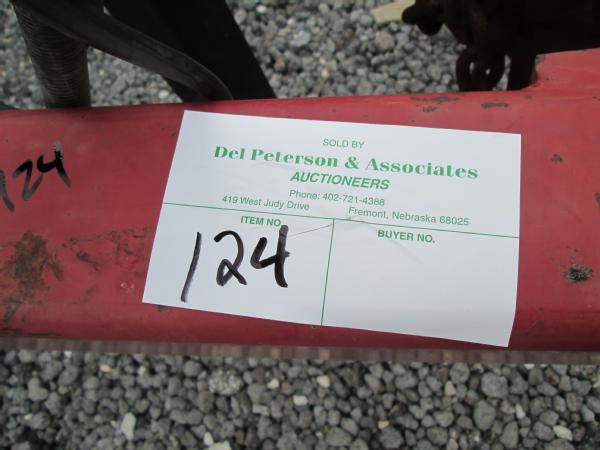 SOLD BY
Del Peterson & Associates
AUCTIONEERS
Phone: 402-721-4388
419 West Judy Drive Fremont, Nebraska 68025
ITEM NO. BUYER NO.
124
124